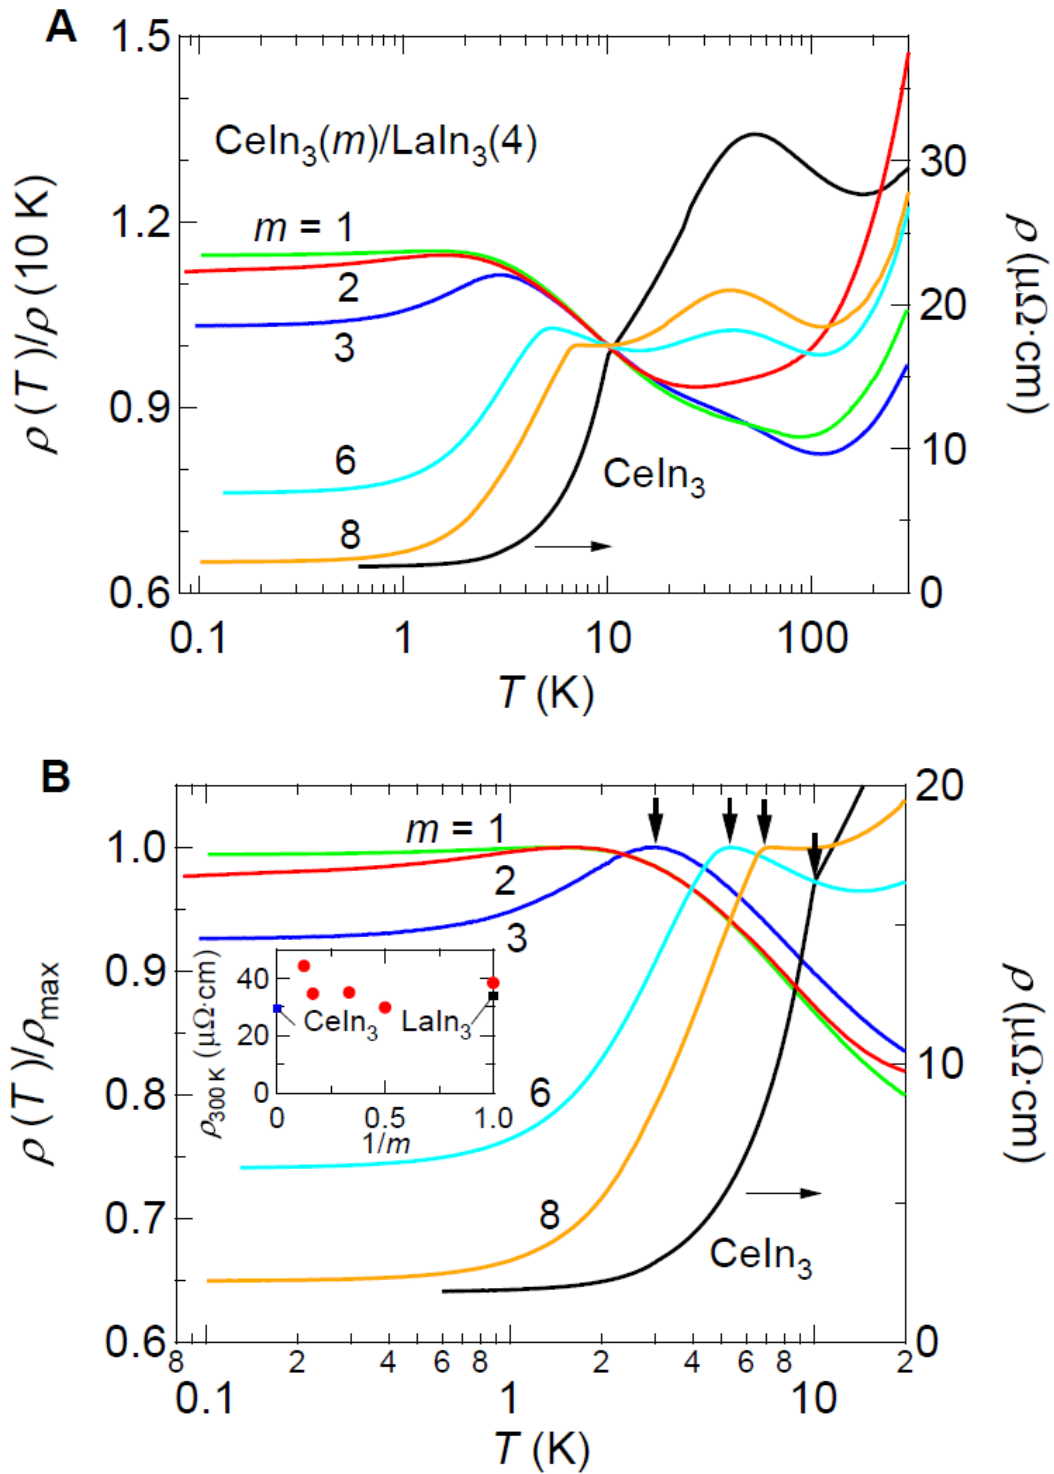 A
1.5
1.2
0.9
0.6
ρ (T)/ρ (10 K)
CeIn3(m)/LaIn3(4)
m = 1
2
3
6
8
CeIn3
30
20
10
0
ρ (μΩ·cm)
0.1 1 10 100
T (K)
B
1.0
0.9
0.8
0.7
0.6
ρ (T)/ρmax
m = 1
2
3
6
8
CeIn3
40
20
0
ρ300 K (μΩ·cm)
CeIn3 LaIn3
0 0.5 1.0
1/m
20
10
0
ρ (μΩ·cm)
8 2 4 6 8 2 4 6 8 2
0.1 1 10
T (K)